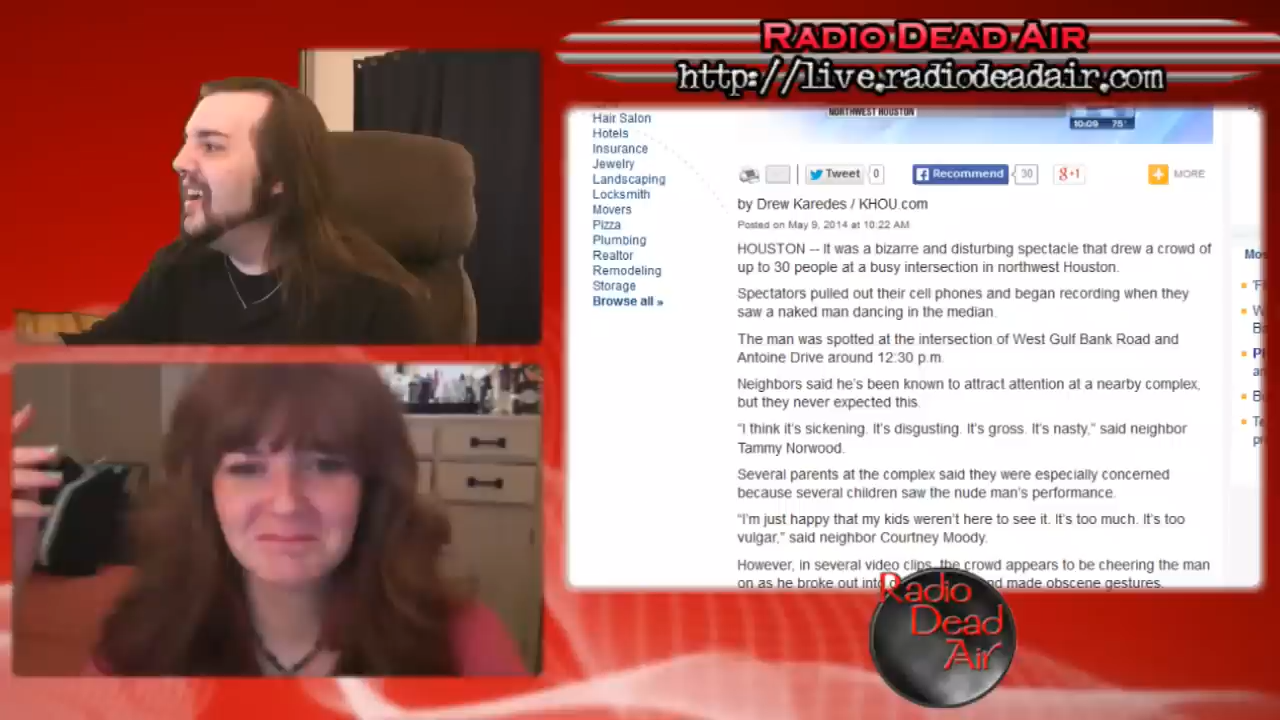 RADIO DEAD AIR
http://live.radiodeadair.com
NORTHWEST HOUSTON
10:09 75°
Hair Salon
Hotels
Insurance
Jewelry
Landscaping
Locksmith
Movers
Pizza
Plumbing
Realtor
Remodeling
Storage
Browse all »
Tweet 0 Recommend 30 g+1 MORE
by Drew Karedes / KHOU.com
Posted on May 9, 2014 at 10:22 AM
HOUSTON -- It was a bizarre and disturbing spectacle that drew a crowd of
up to 30 people at a busy intersection in northwest Houston.
Spectators pulled out their cell phones and began recording when they
saw a naked man dancing in the median.
The man was spotted at the intersection of West Gulf Bank Road and
Antoine Drive around 12:30 p.m.
Neighbors said he's been known to attract attention at a nearby complex,
but they never expected this.
“I think it's sickening. It's disgusting. It's gross. It's nasty,” said neighbor
Tammy Norwood.
Several parents at the complex said they were especially concerned
because several children saw the nude man's performance.
“I'm just happy that my kids weren't here to see it. It's too much. It's too
vulgar,” said neighbor Courtney Moody.
However, in several video clips, the crowd appears to be cheering the man
on as he broke out into and made obscene gestures.
Radio
Dead
Air